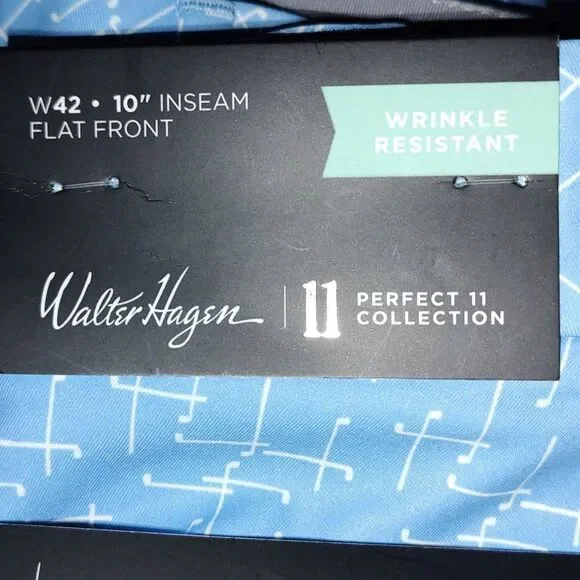 W42 • 10" INSEAM
FLAT FRONT
WRINKLE
RESISTANT
Walter Hagen
11
PERFECT 11
COLLECTION